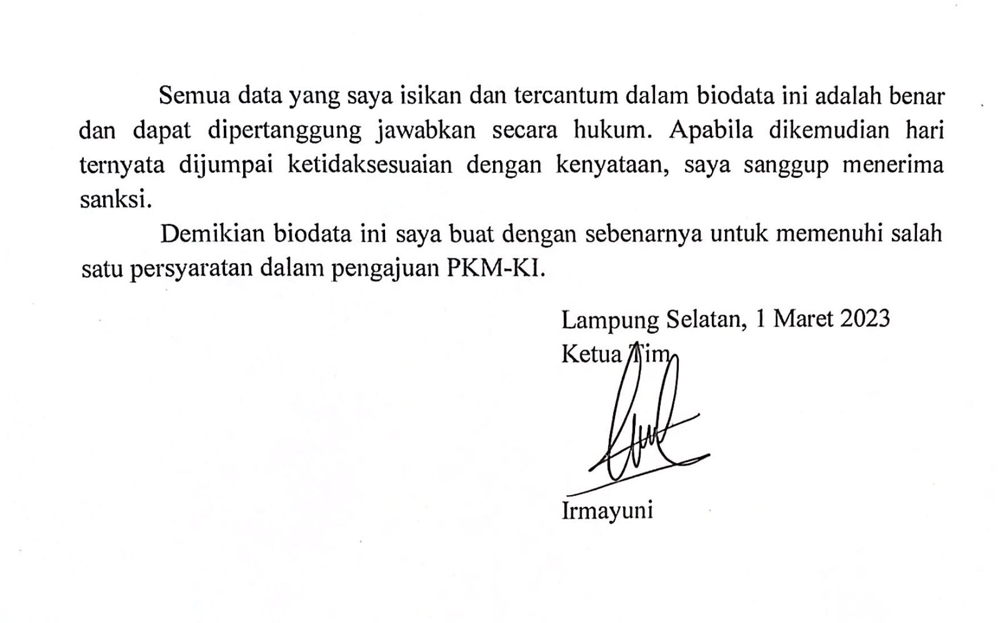 Semua data yang saya isikan dan tercantum dalam biodata ini adalah benar
dan dapat dipertanggung jawabkan secara hukum. Apabila dikemudian hari
ternyata dijumpai ketidaksesuaian dengan kenyataan, saya sanggup menerima
sanksi.
Demikian biodata ini saya buat dengan sebenarnya untuk memenuhi salah
satu persyaratan dalam pengajuan PKM-KI.
Lampung Selatan, 1 Maret 2023
Ketua Tim
Irmayuni